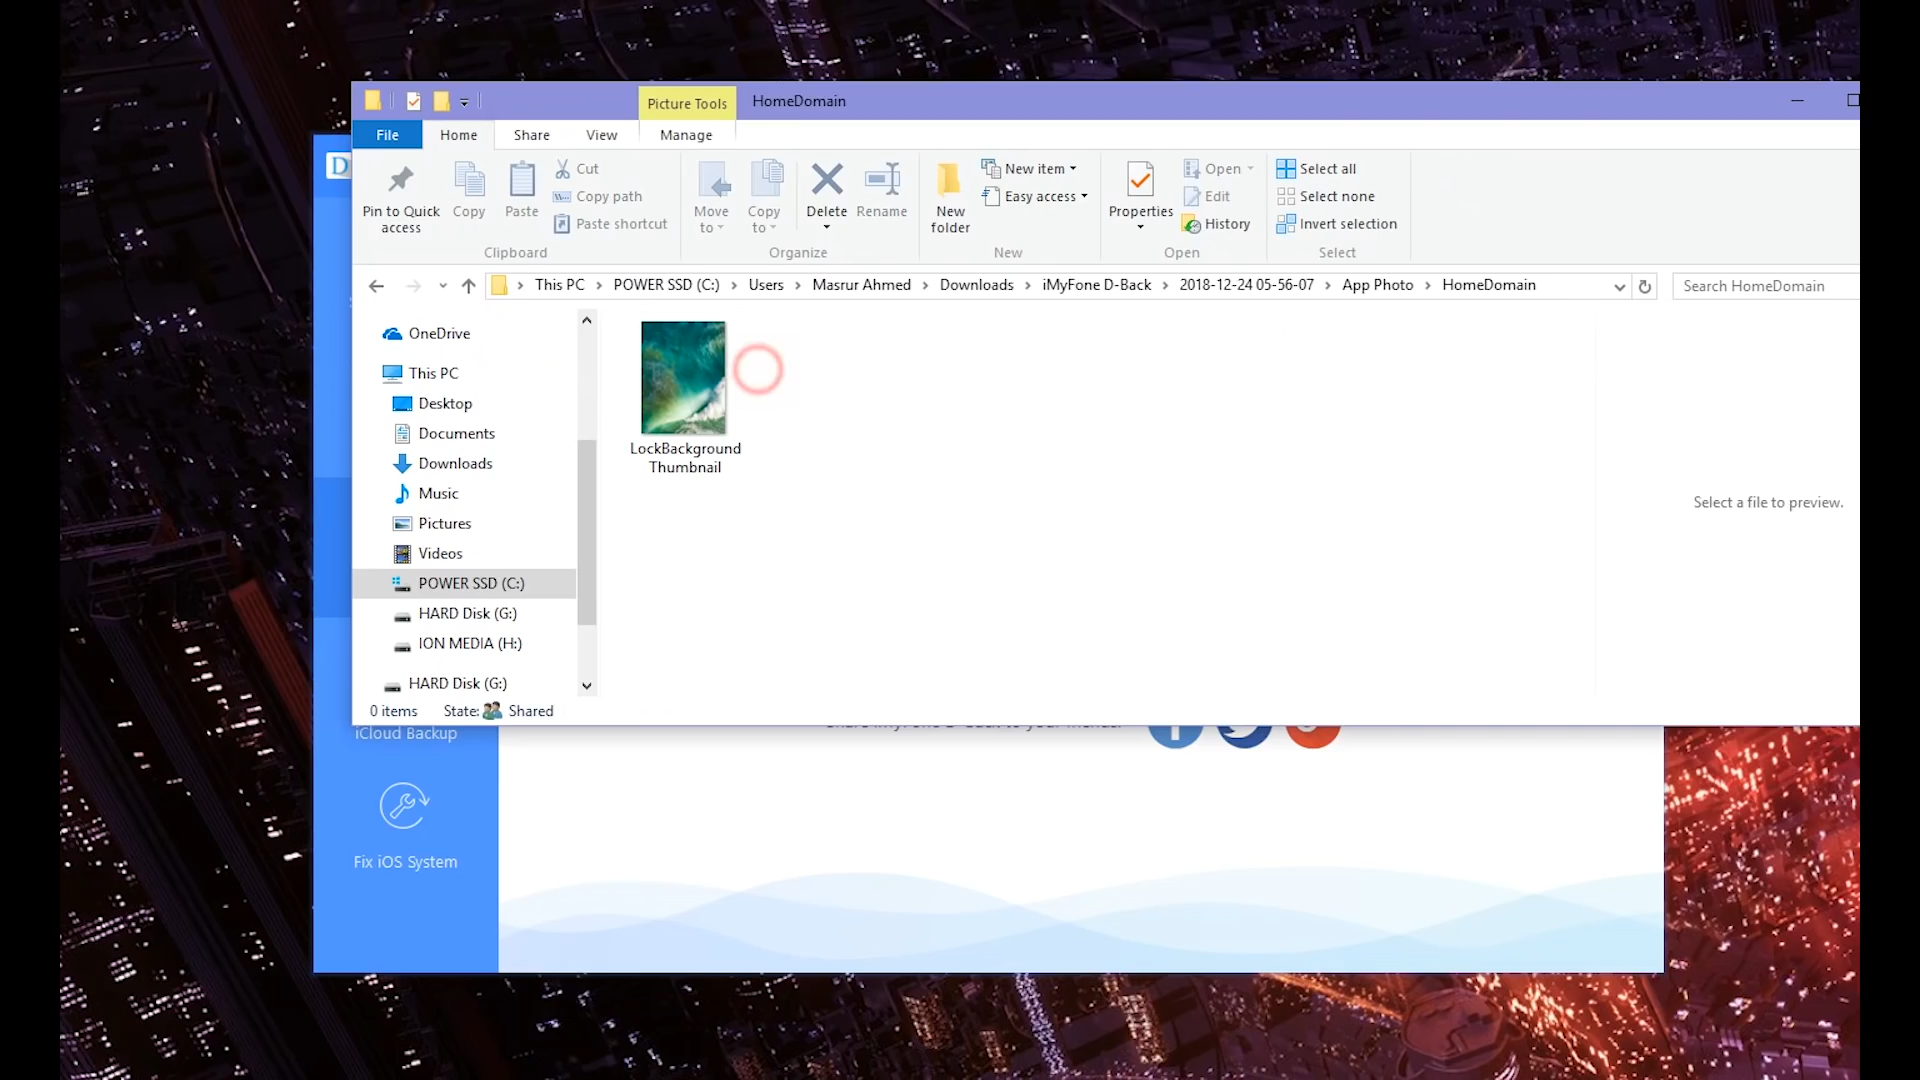 Picture Tools
HomeDomain
File
Home
Share
View
Manage
Pin to Quick
access
Copy
Paste
Cut
Copy path
Paste shortcut
Clipboard
Move
to
Copy
to
Delete
Rename
Organize
New
folder
New item
Easy access
New
Properties
Open
Edit
History
Open
Select all
Select none
Invert selection
Select
This PC > POWER SSD (C:) > Users > Masrur Ahmed > Downloads > iMyFone D-Back > 2018-12-24 05-56-07 > App Photo > HomeDomain
Search HomeDomain
OneDrive
This PC
Desktop
Documents
Downloads
Music
Pictures
Videos
POWER SSD (C:)
HARD Disk (G:)
ION MEDIA (H:)
HARD Disk (G:)
LockBackground
Thumbnail
Select a file to preview.
0 items
State:
Shared
D
iCloud Backup
Fix iOS System